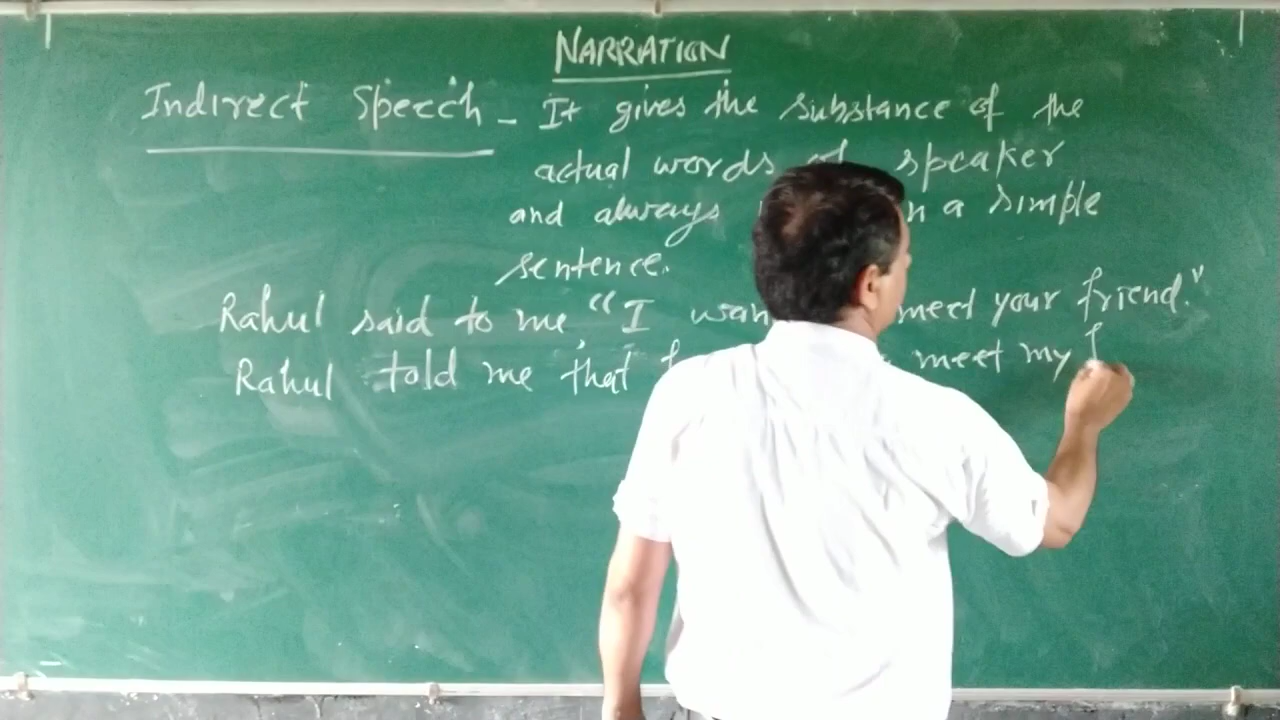 NARRATION
Indirect Speech - It gives the substance of the
actual words of speaker
and always a simple
sentence.
Rahul said to me, "I meet your friend."
Rahul told me that meet my f